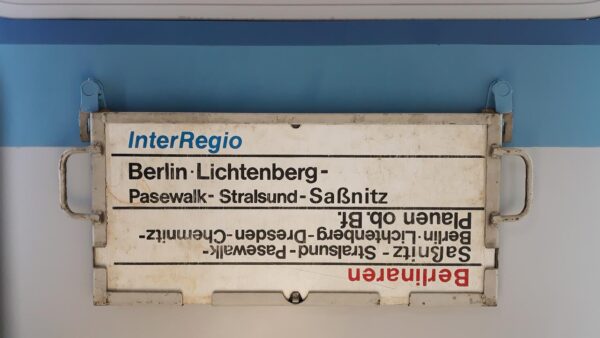 InterRegio
Berlin-Lichtenberg-
Pasewalk- Stralsund-Saßnitz
Berlinaren
Saßnitz - Stralsund - Pasewalk-
Berlin-Lichtenberg-Dresden-Chemnitz-
Plauen ob. Bf.